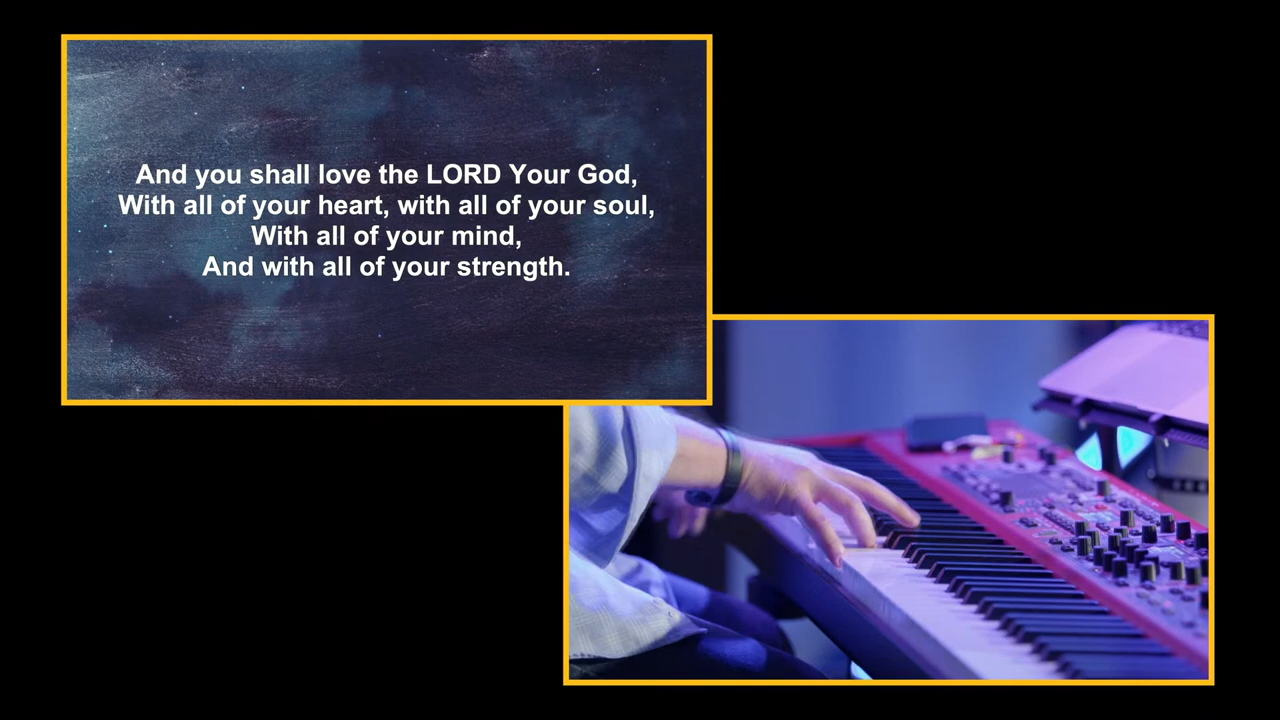 And you shall love the LORD Your God,
With all of your heart, with all of your soul,
With all of your mind,
And with all of your strength.